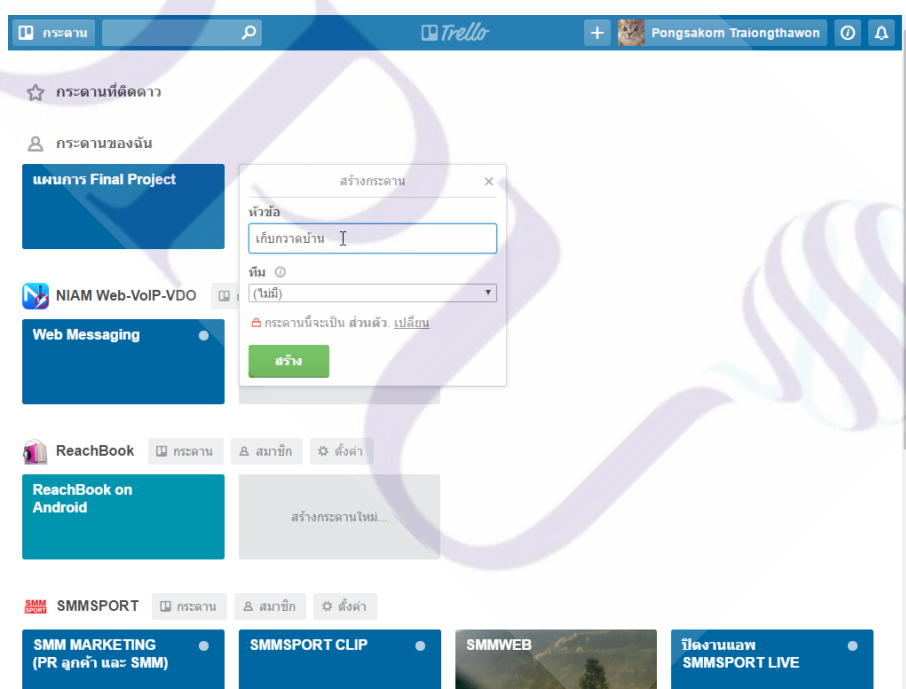 กระดาน
Trello
Pongsakorn Traiongthawon
กระดานที่ติดดาว
กระดานของฉัน
แผนการ Final Project
สร้างกระดาน
หัวข้อ
เก็บกวาดบ้าน
ทีม
(ไม่มี)
กระดานนี้จะเป็น ส่วนตัว. เปลี่ยน
สร้าง
NIAM Web-VoIP-VDO
Web Messaging
ReachBook กระดาน สมาชิก ตั้งค่า
ReachBook on
Android
สร้างกระดานใหม่...
SMMSPORT กระดาน สมาชิก ตั้งค่า
SMM MARKETING
(PR ลูกค้า และ SMM)
SMMSPORT CLIP
SMMWEB
ปิดงานแอพ
SMMSPORT LIVE